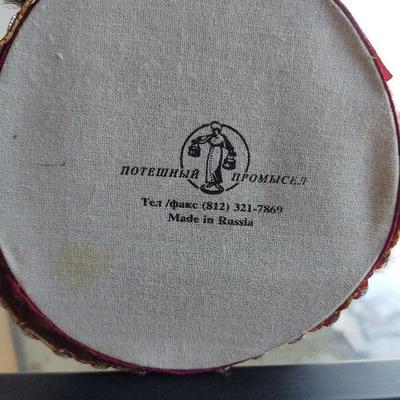 ПОТЕШНЫЙ ПРОМЫСЕЛ
Тел /факс (812) 321-7869
Made in Russia